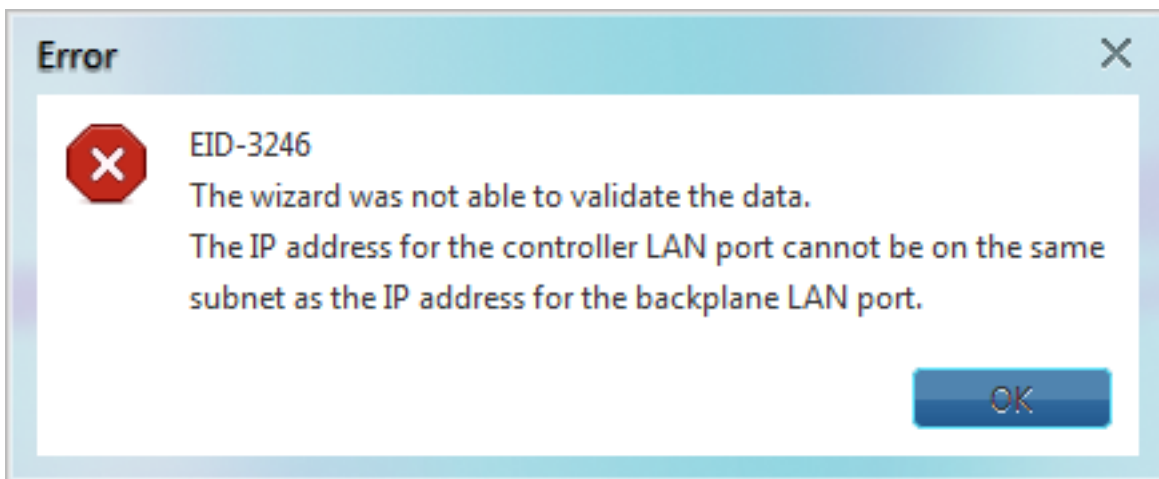 Error
EID-3246
The wizard was not able to validate the data.
The IP address for the controller LAN port cannot be on the same
subnet as the IP address for the backplane LAN port.
OK